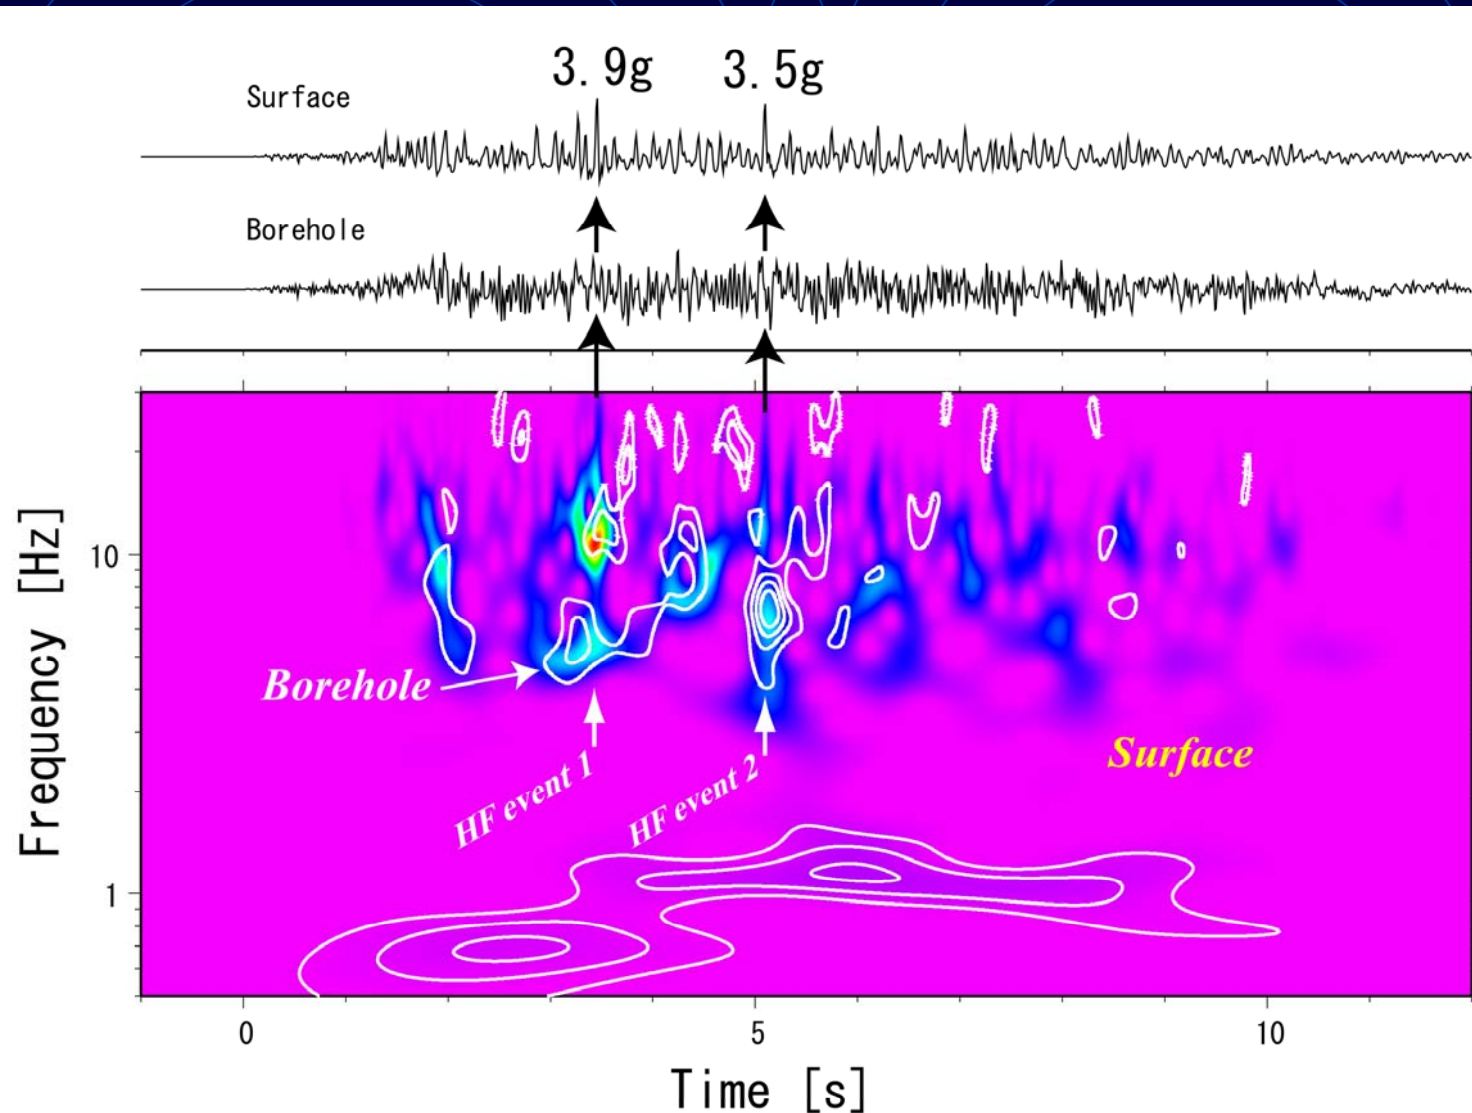 3.9g 3.5g
Surface
Borehole
Frequency [Hz]
10
1
Borehole
HF event 1
HF event 2
Surface
0 5 10
Time [s]